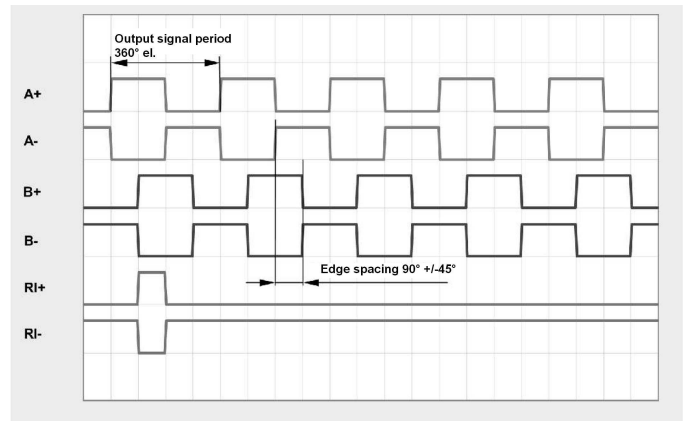 Output signal period
360° el.
A+
A-
B+
B-
Edge spacing 90° +/-45°
RI+
RI-